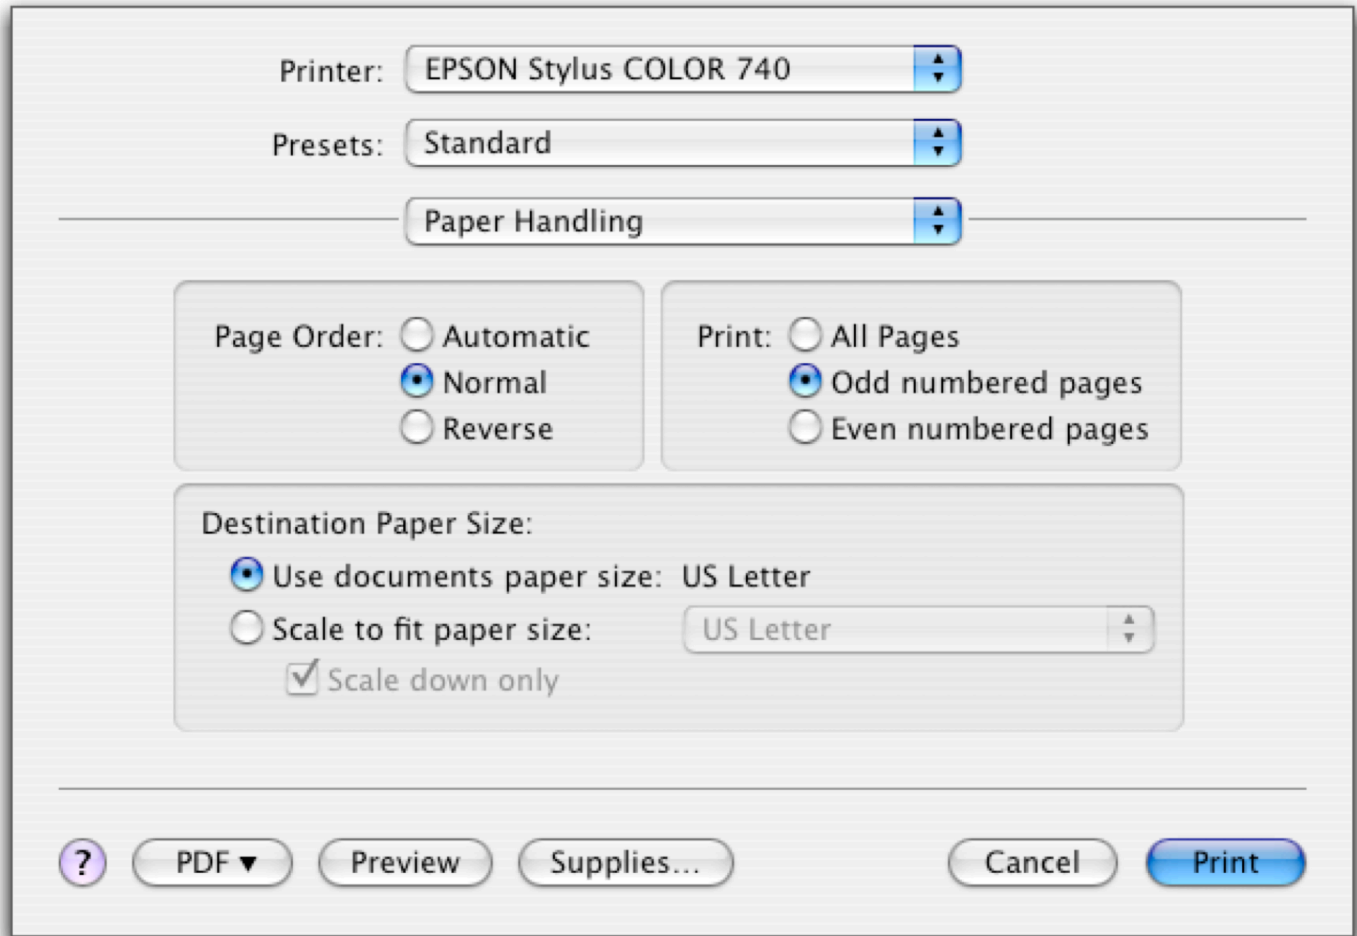 Printer: EPSON Stylus COLOR 740
Presets: Standard
Paper Handling
Page Order: Automatic
Normal
Reverse
Print: All Pages
Odd numbered pages
Even numbered pages
Destination Paper Size:
Use documents paper size: US Letter
Scale to fit paper size: US Letter
Scale down only
? PDF Preview Supplies... Cancel Print